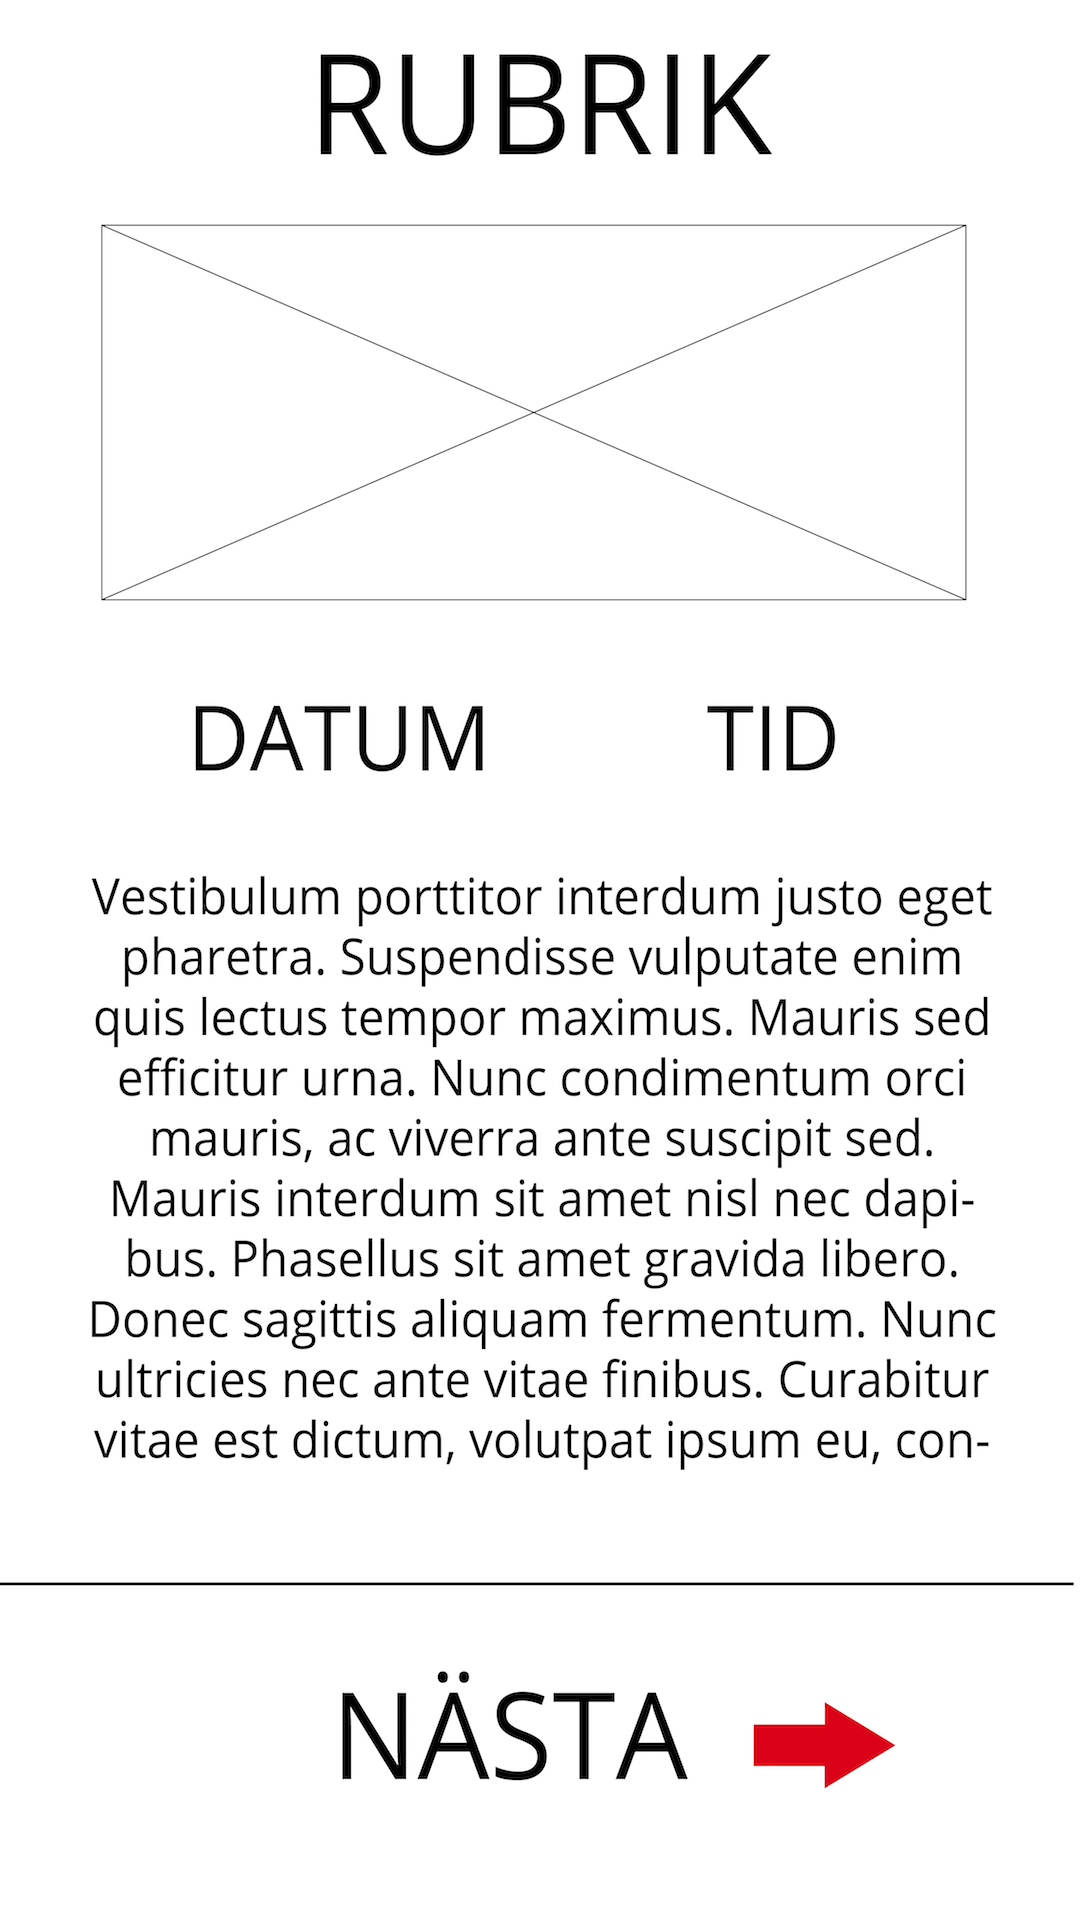 RUBRIK
DATUM TID
Vestibulum porttitor interdum justo eget
pharetra. Suspendisse vulputate enim
quis lectus tempor maximus. Mauris sed
efficitur urna. Nunc condimentum orci
mauris, ac viverra ante suscipit sed.
Mauris interdum sit amet nisl nec dapi-
bus. Phasellus sit amet gravida libero.
Donec sagittis aliquam fermentum. Nunc
ultricies nec ante vitae finibus. Curabitur
vitae est dictum, volutpat ipsum eu, con-
NÄSTA